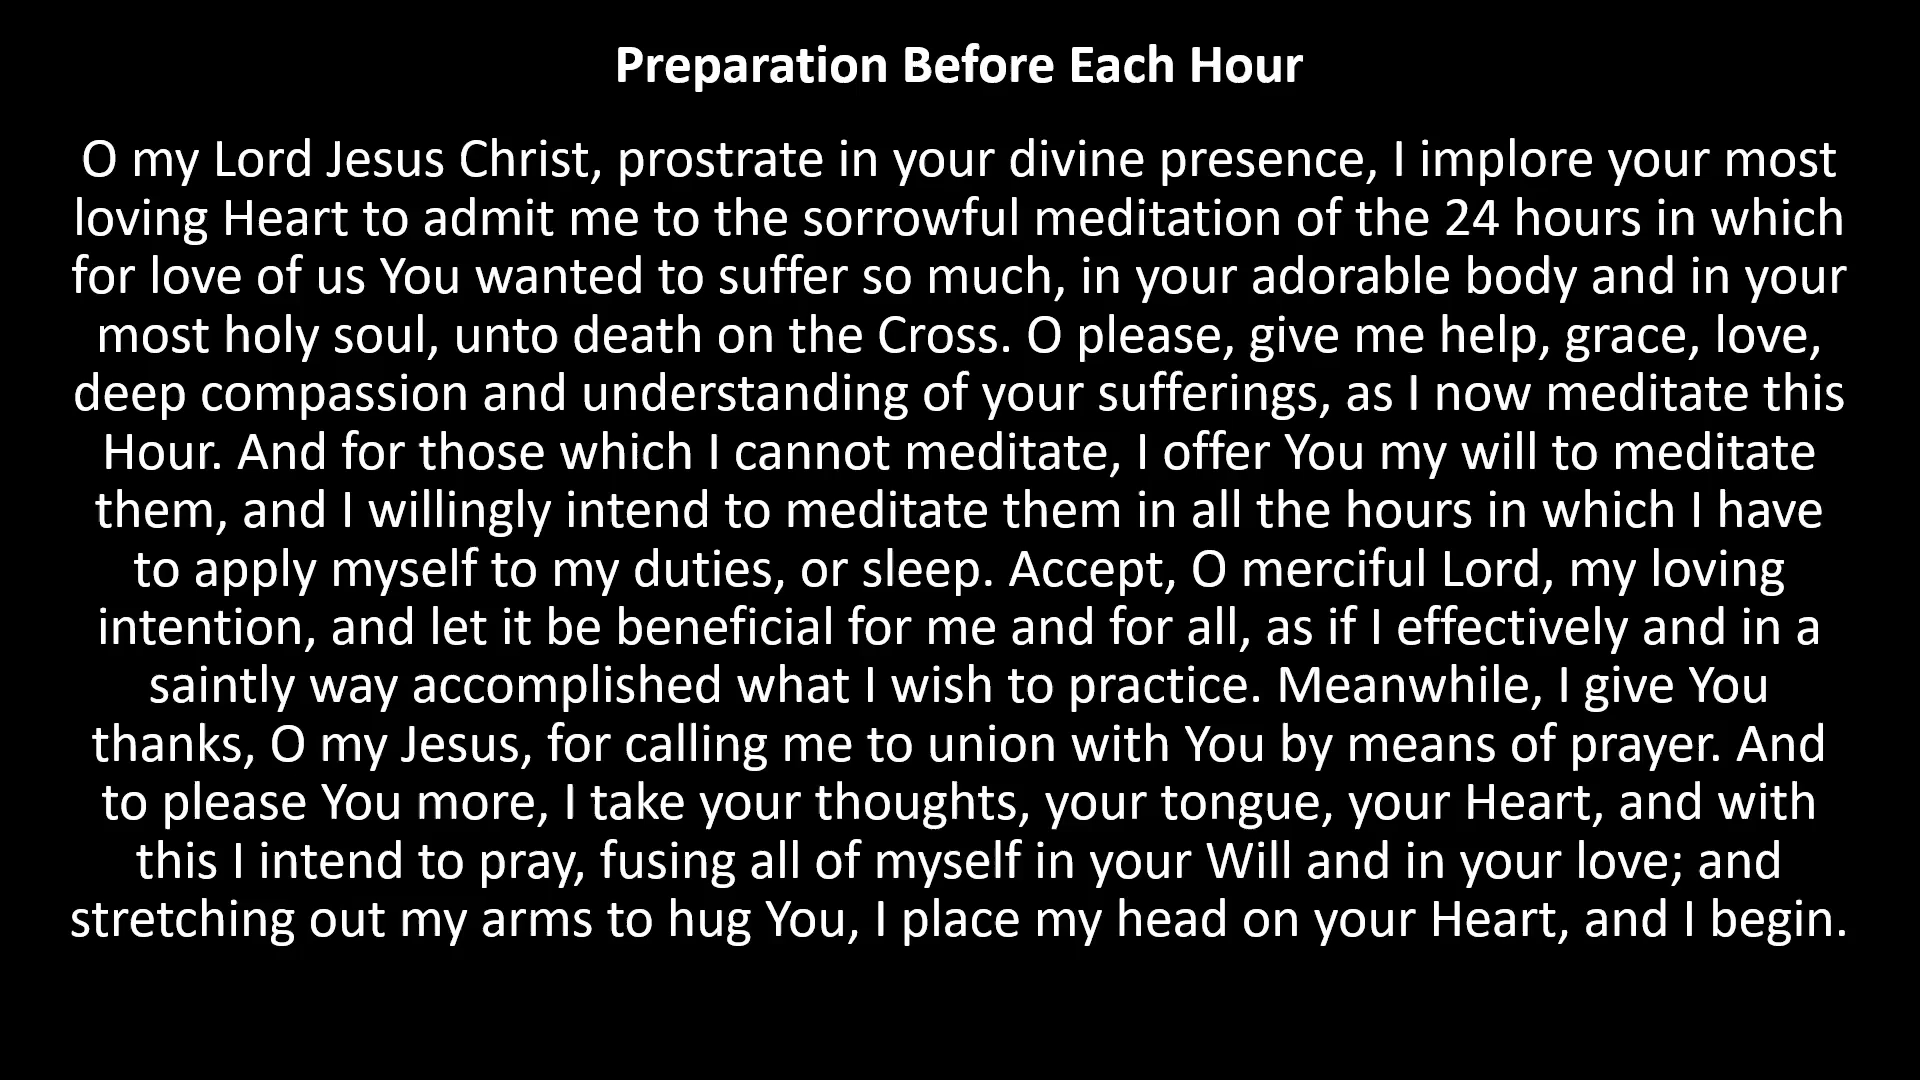 Preparation Before Each Hour
O my Lord Jesus Christ, prostrate in your divine presence, I implore your most
loving Heart to admit me to the sorrowful meditation of the 24 hours in which
for love of us You wanted to suffer so much, in your adorable body and in your
most holy soul, unto death on the Cross. O please, give me help, grace, love,
deep compassion and understanding of your sufferings, as I now meditate this
Hour. And for those which I cannot meditate, I offer You my will to meditate
them, and I willingly intend to meditate them in all the hours in which I have
to apply myself to my duties, or sleep. Accept, O merciful Lord, my loving
intention, and let it be beneficial for me and for all, as if I effectively and in a
saintly way accomplished what I wish to practice. Meanwhile, I give You
thanks, O my Jesus, for calling me to union with You by means of prayer. And
to please You more, I take your thoughts, your tongue, your Heart, and with
this I intend to pray, fusing all of myself in your Will and in your love; and
stretching out my arms to hug You, I place my head on your Heart, and I begin.